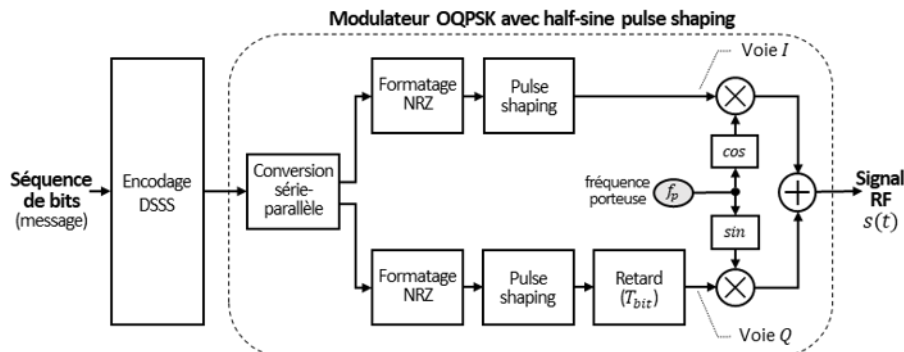 Modulateur OQPSK avec half-sine pulse shaping
Voie I
Formatage
NRZ
Pulse
shaping
cos
Séquence
de bits
(message)
Encodage
DSSS
Conversion
série-
parallèle
fréquence
porteuse
f_p
Signal
RF
s(t)
sin
Formatage
NRZ
Pulse
shaping
Retard
(T_bit)
Voie Q